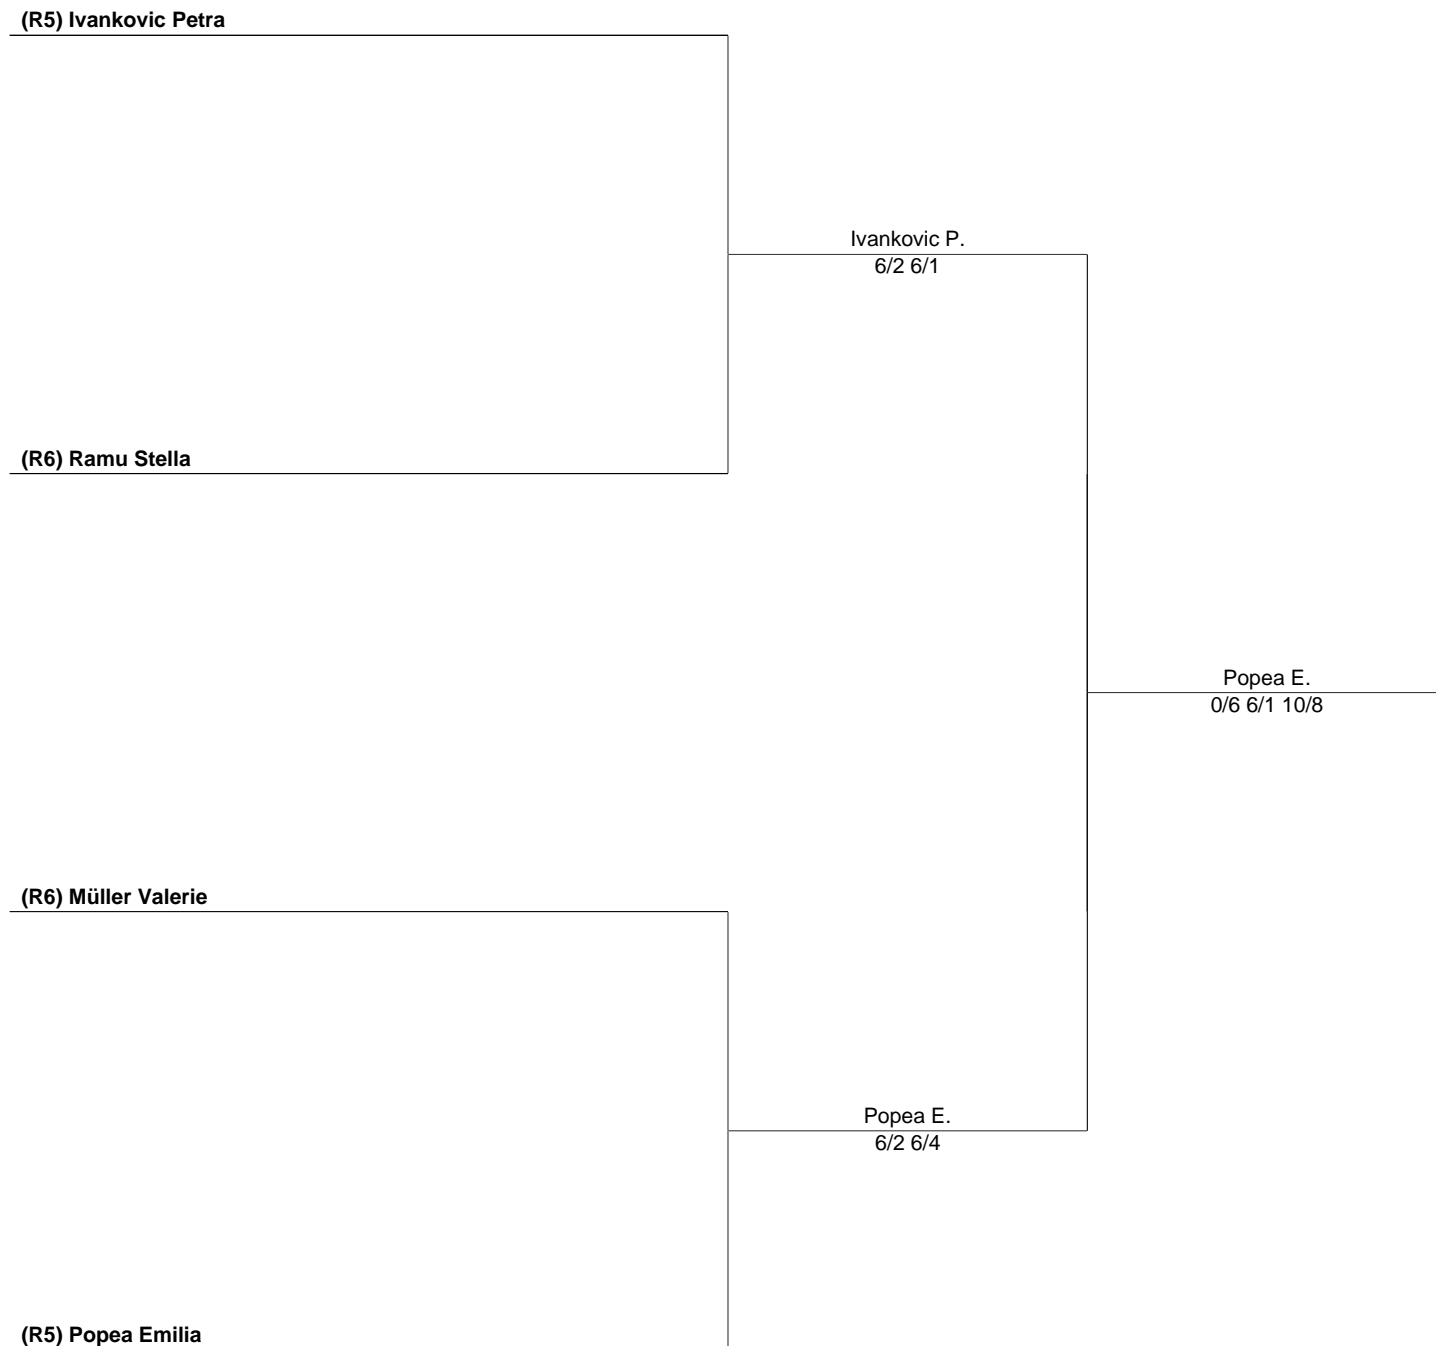 (R5) Ivankovic Petra
Ivankovic P.
6/2 6/1
(R6) Ramu Stella
Popea E.
0/6 6/1 10/8
(R6) Müller Valerie
Popea E.
6/2 6/4
(R5) Popea Emilia